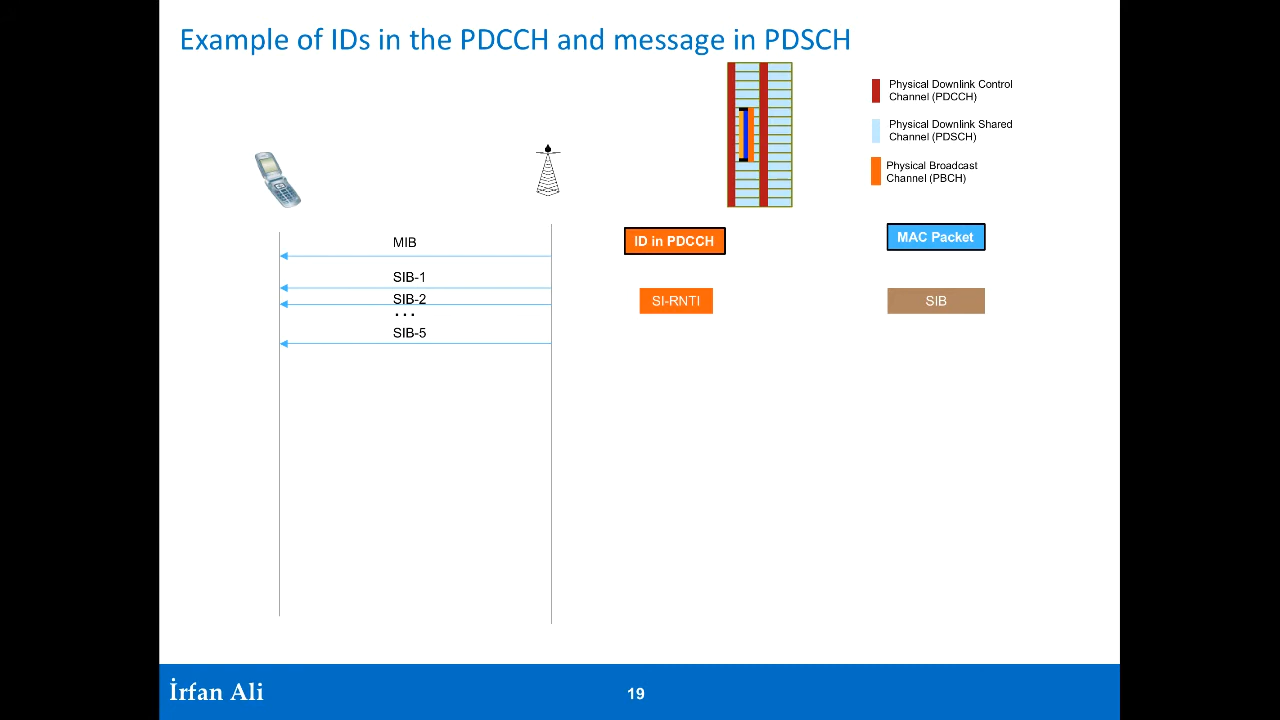 Example of IDs in the PDCCH and message in PDSCH
Physical Downlink Control
Channel (PDCCH)
Physical Downlink Shared
Channel (PDSCH)
Physical Broadcast
Channel (PBCH)
MIB
ID in PDCCH
MAC Packet
SIB-1
SIB-2
SI-RNTI
SIB
...
SIB-5
İrfan Ali
19